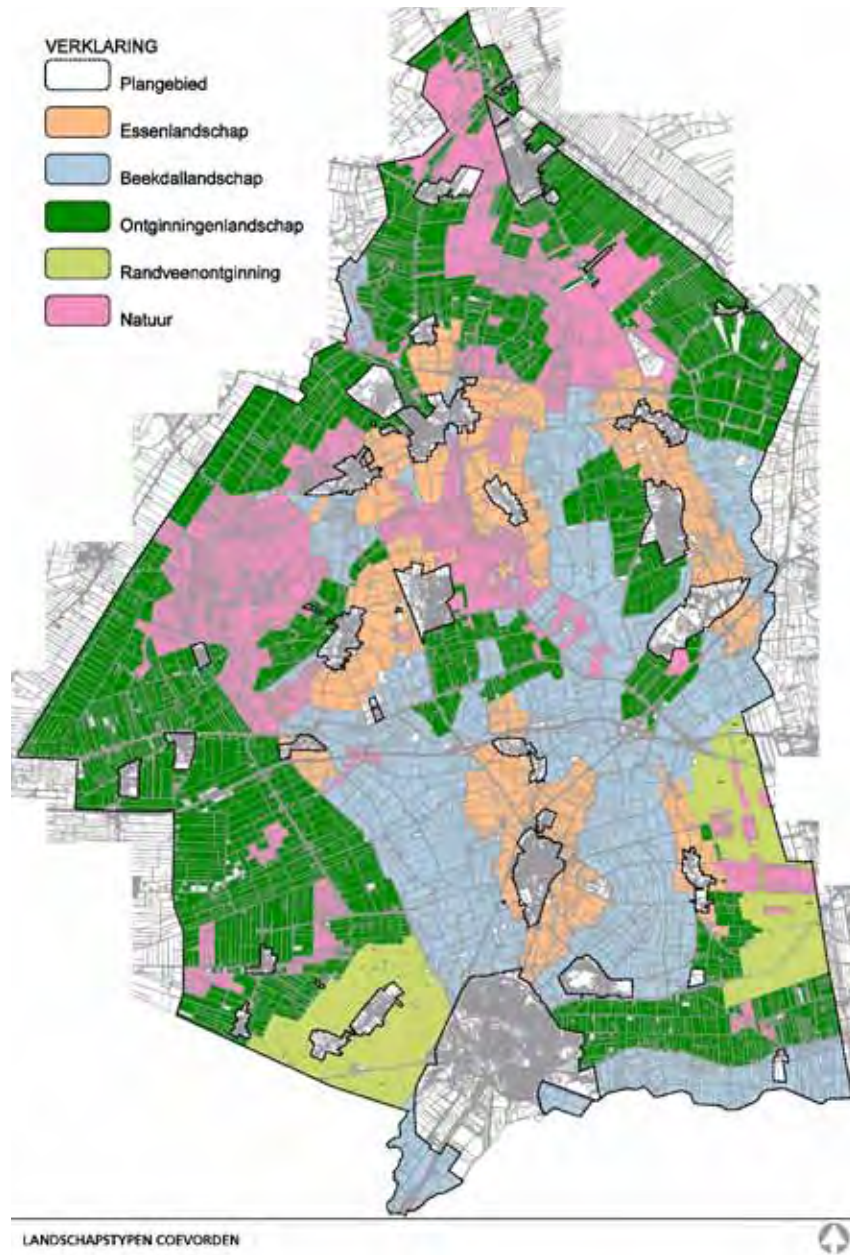 VERKLARING
Plangebied
Essenlandschap
Beekdallandschap
Ontginningenlandschap
Randveenontginning
Natuur
LANDSCHAPSTYPEN COEVORDEN